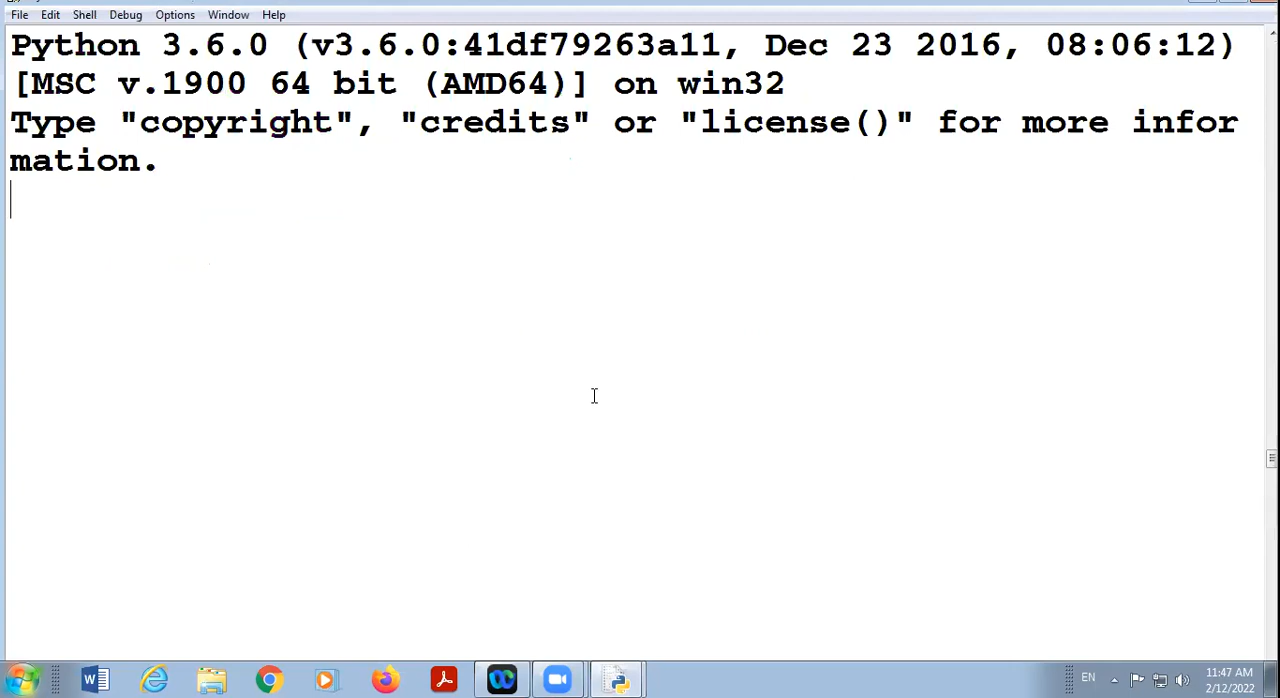 File Edit Shell Debug Options Window Help
Python 3.6.0 (v3.6.0:41df79263a11, Dec 23 2016, 08:06:12)
[MSC v.1900 64 bit (AMD64)] on win32
Type "copyright", "credits" or "license()" for more infor
mation.
EN
11:47 AM
2/12/2022